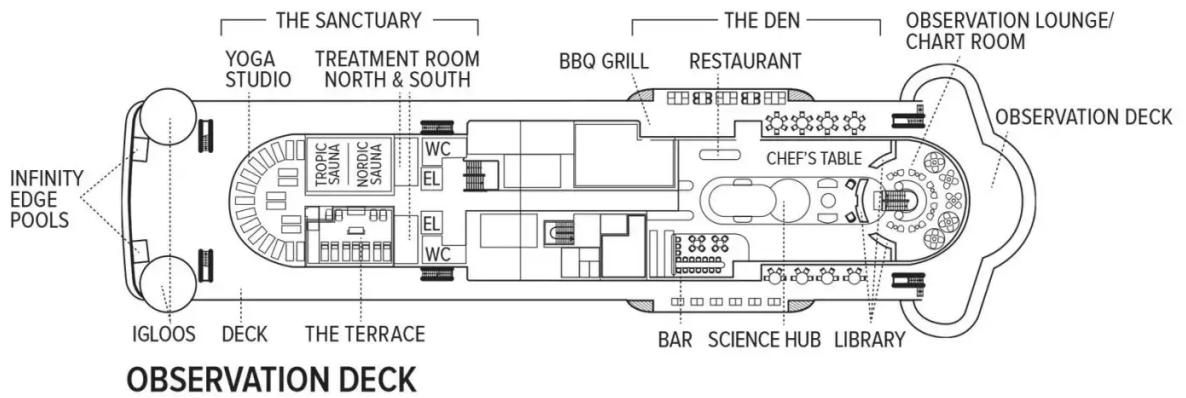 THE SANCTUARY
THE DEN
OBSERVATION LOUNGE/
CHART ROOM
YOGA
STUDIO
TREATMENT ROOM
NORTH & SOUTH
BBQ GRILL
RESTAURANT
OBSERVATION DECK
INFINITY
EDGE
POOLS
TROPIC
SAUNA
NORDIC
SAUNA
WC
EL
EL
WC
CHEF'S TABLE
IGLOOS
DECK
THE TERRACE
BAR
SCIENCE HUB
LIBRARY
OBSERVATION DECK